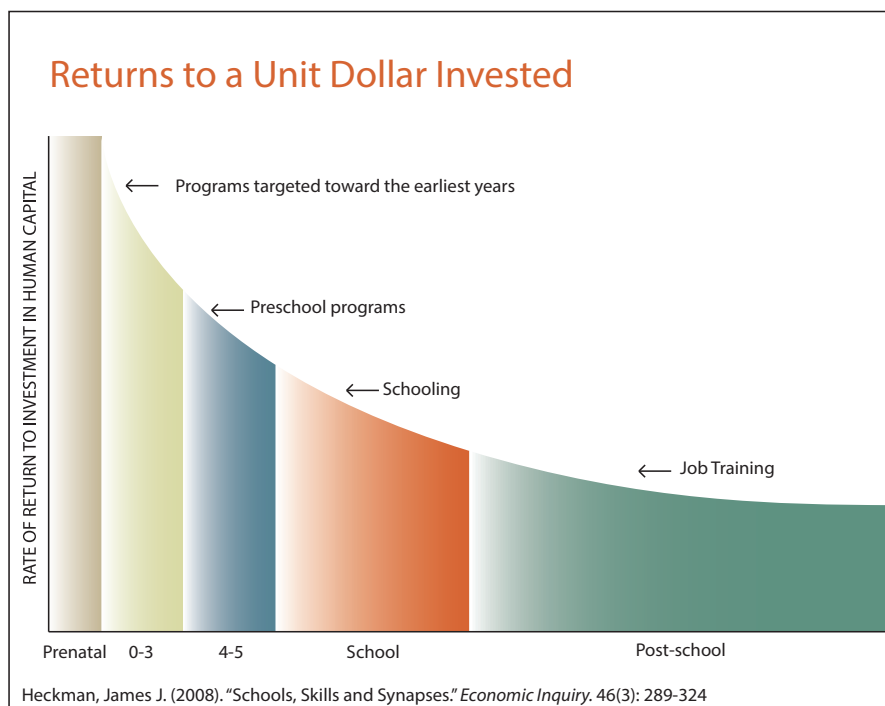 Returns to a Unit Dollar Invested
RATE OF RETURN TO INVESTMENT IN HUMAN CAPITAL
Programs targeted toward the earliest years
Preschool programs
Schooling
Job Training
Prenatal 0-3 4-5 School Post-school
Heckman, James J. (2008). “Schools, Skills and Synapses.” Economic Inquiry. 46(3): 289-324